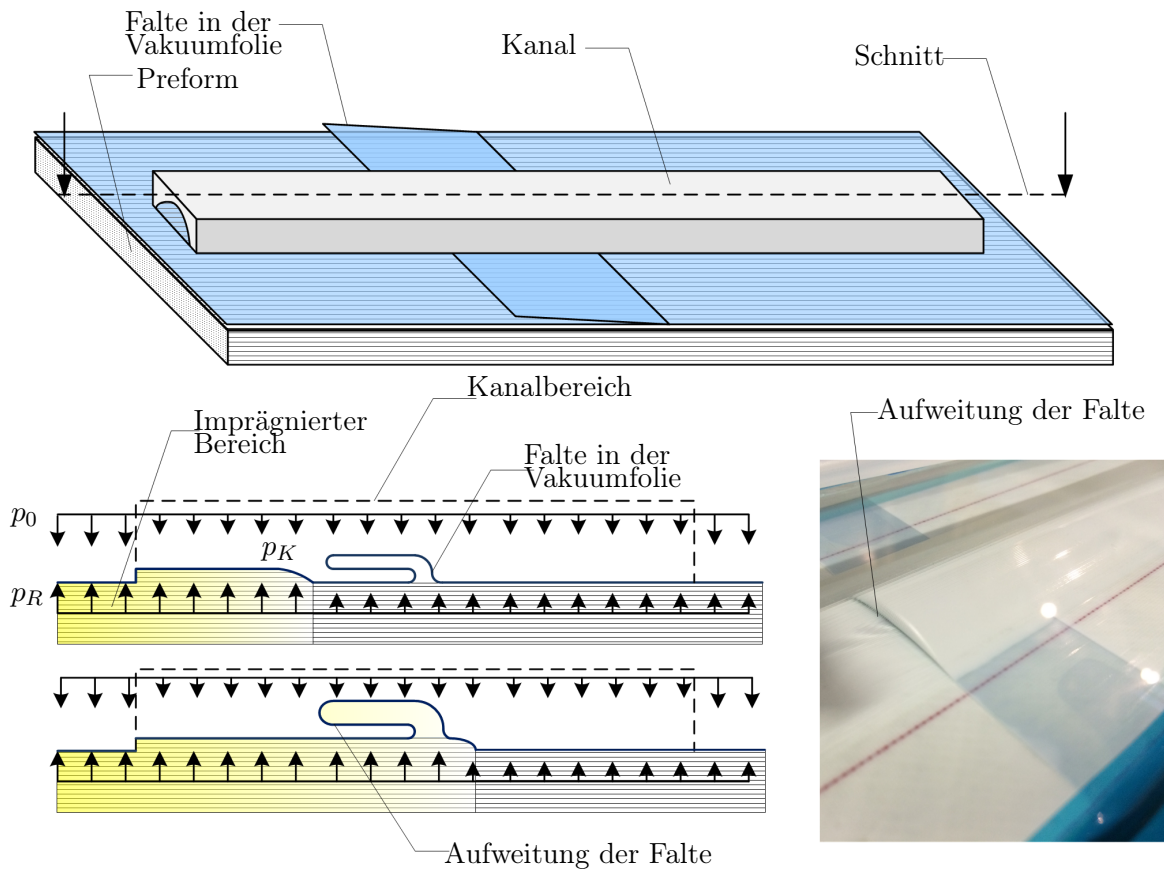 Falte in der
Vakuumfolie
Preform
Kanal
Schnitt
Kanalbereich
Imprägnierter
Bereich
Falte in der
Vakuumfolie
Aufweitung der Falte
p0
pK
pR
Aufweitung der Falte